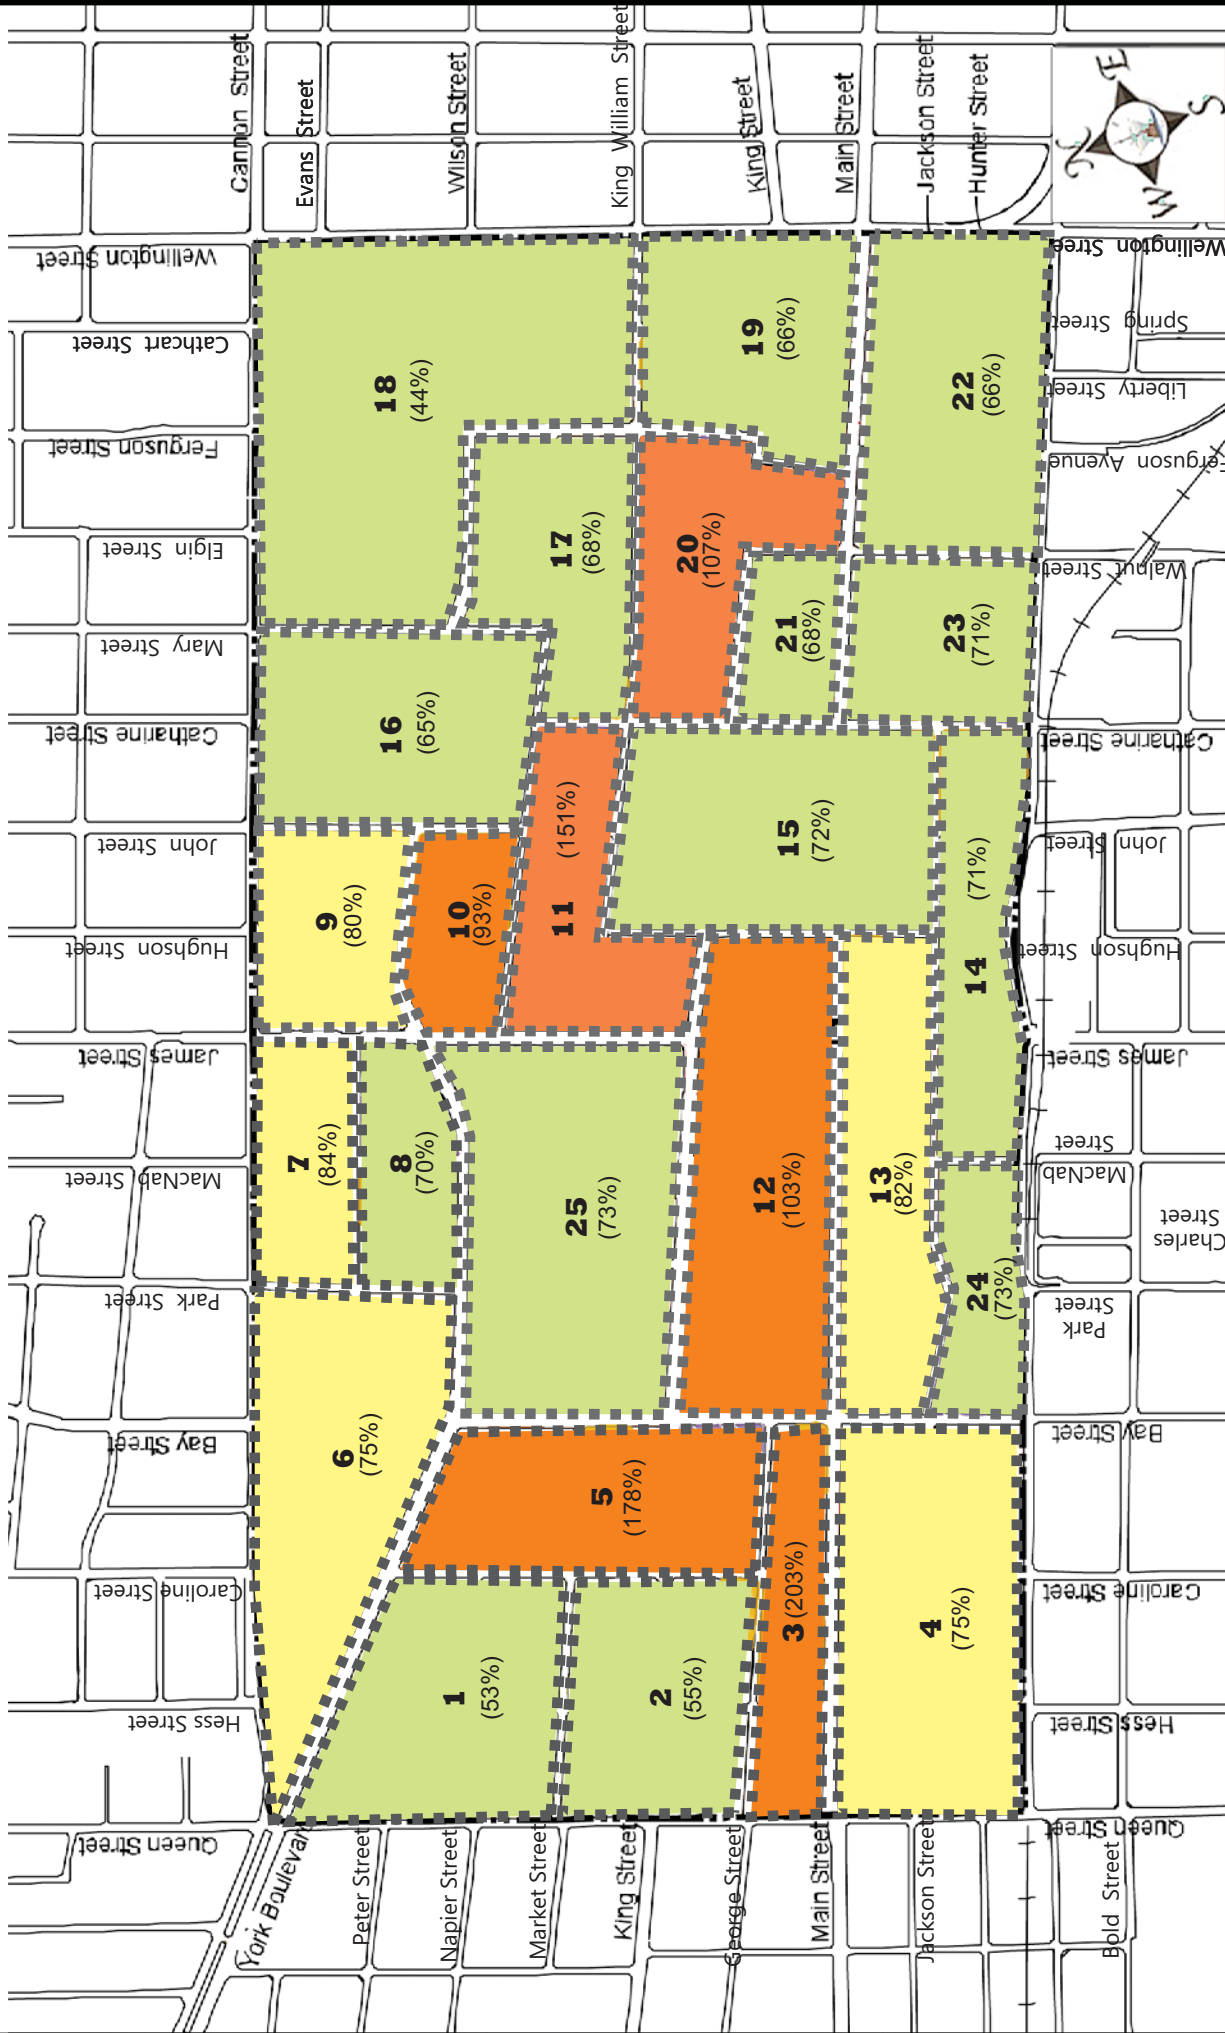 Cannon Street
Evans Street
Wilson Street
King William Street
King Street
Main Street
Jackson Street
Hunter Street
N
E
S
W
Wellington Street
Cathcart Street
Ferguson Street
Elgin Street
Mary Street
Catharine Street
John Street
Hughson Street
James Street
MacNab Street
Park Street
Bay Street
Caroline Street
Hess Street
Queen Street
18
(44%)
19
(66%)
22
(66%)
17
(68%)
20
(107%)
21
(68%)
23
(71%)
16
(65%)
9
(80%)
10
(93%)
11
(151%)
15
(72%)
14
(71%)
7
(84%)
8
(70%)
25
(73%)
12
(103%)
13
(82%)
24
(73%)
6
(75%)
5
(178%)
1
(53%)
2
(55%)
3 (203%)
4
(75%)
Wellington Stree
Spring Street
Liberty Street
Ferguson Avenue
Walnut Street
Catharine Street
John Street
Hughson Street
James Street
MacNab
Street
Charles
Street
Park
Street
Bay Street
Caroline Street
Hess Street
Queen Street
York Boulevar
Peter Street
Napier Street
Market Street
King Street
George Street
Main Street
Jackson Street
Bold Street